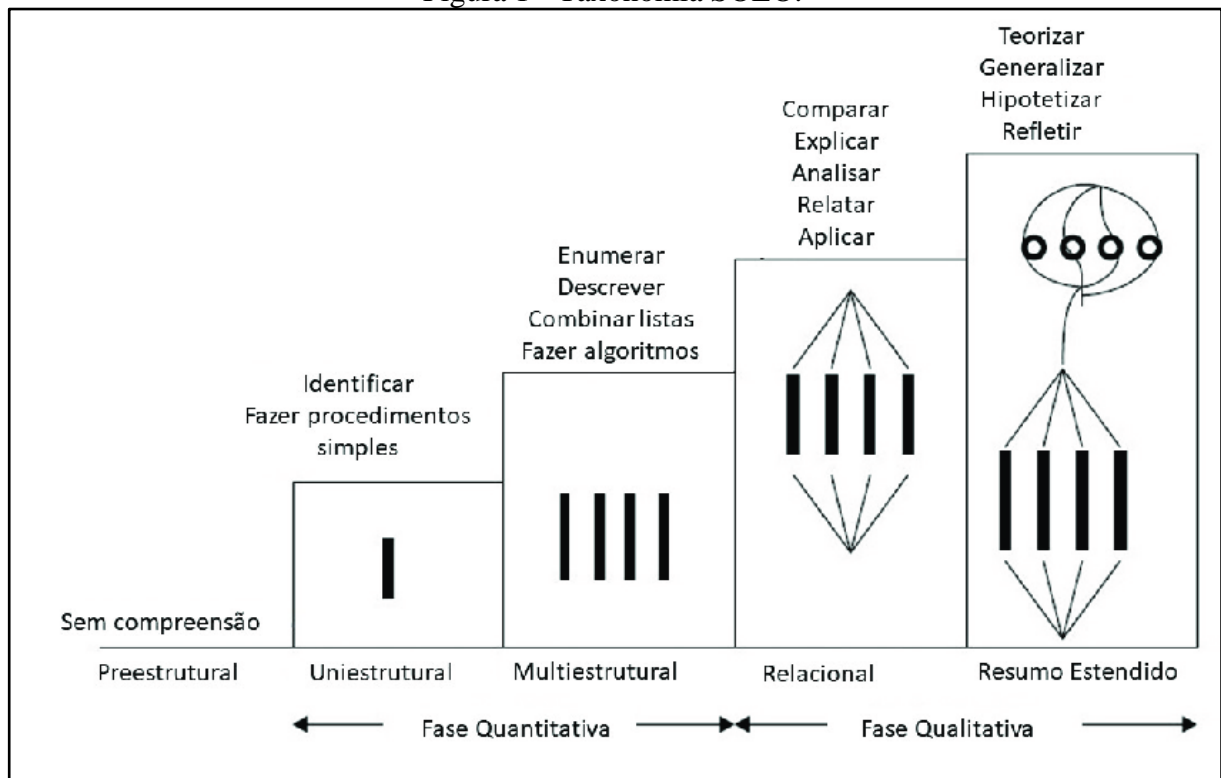 Teorizar
Generalizar
Hipotetizar
Refletir
Comparar
Explicar
Analisar
Relatar
Aplicar
Enumerar
Descrever
Combinar listas
Fazer algoritmos
Identificar
Fazer procedimentos
simples
Sem compreensão
Preestrutural
Uniestrutural
Multiestrutural
Relacional
Resumo Estendido
Fase Quantitativa
Fase Qualitativa